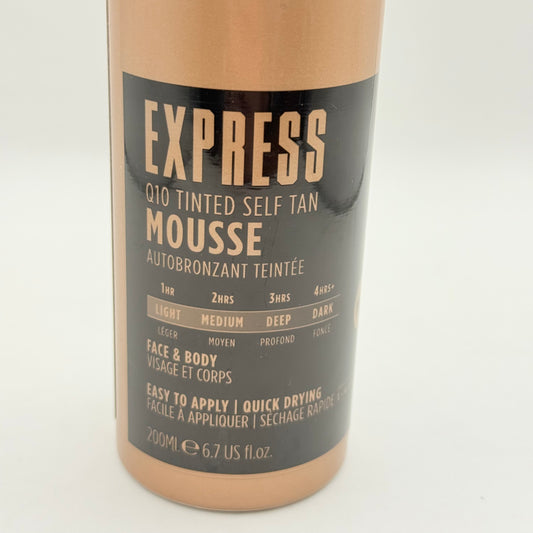 EXPRESS
Q10 TINTED SELF TAN
MOUSSE
AUTOBRONZANT TEINTÉE
1HR 2HRS 3HRS 4HRS+
LIGHT MEDIUM DEEP DARK
LÉGER MOYEN PROFOND FONCÉ
FACE & BODY
VISAGE ET CORPS
EASY TO APPLY | QUICK DRYING
FACILE À APPLIQUER | SÉCHAGE RAPIDE
200ML ℮ 6.7 US fl.oz.